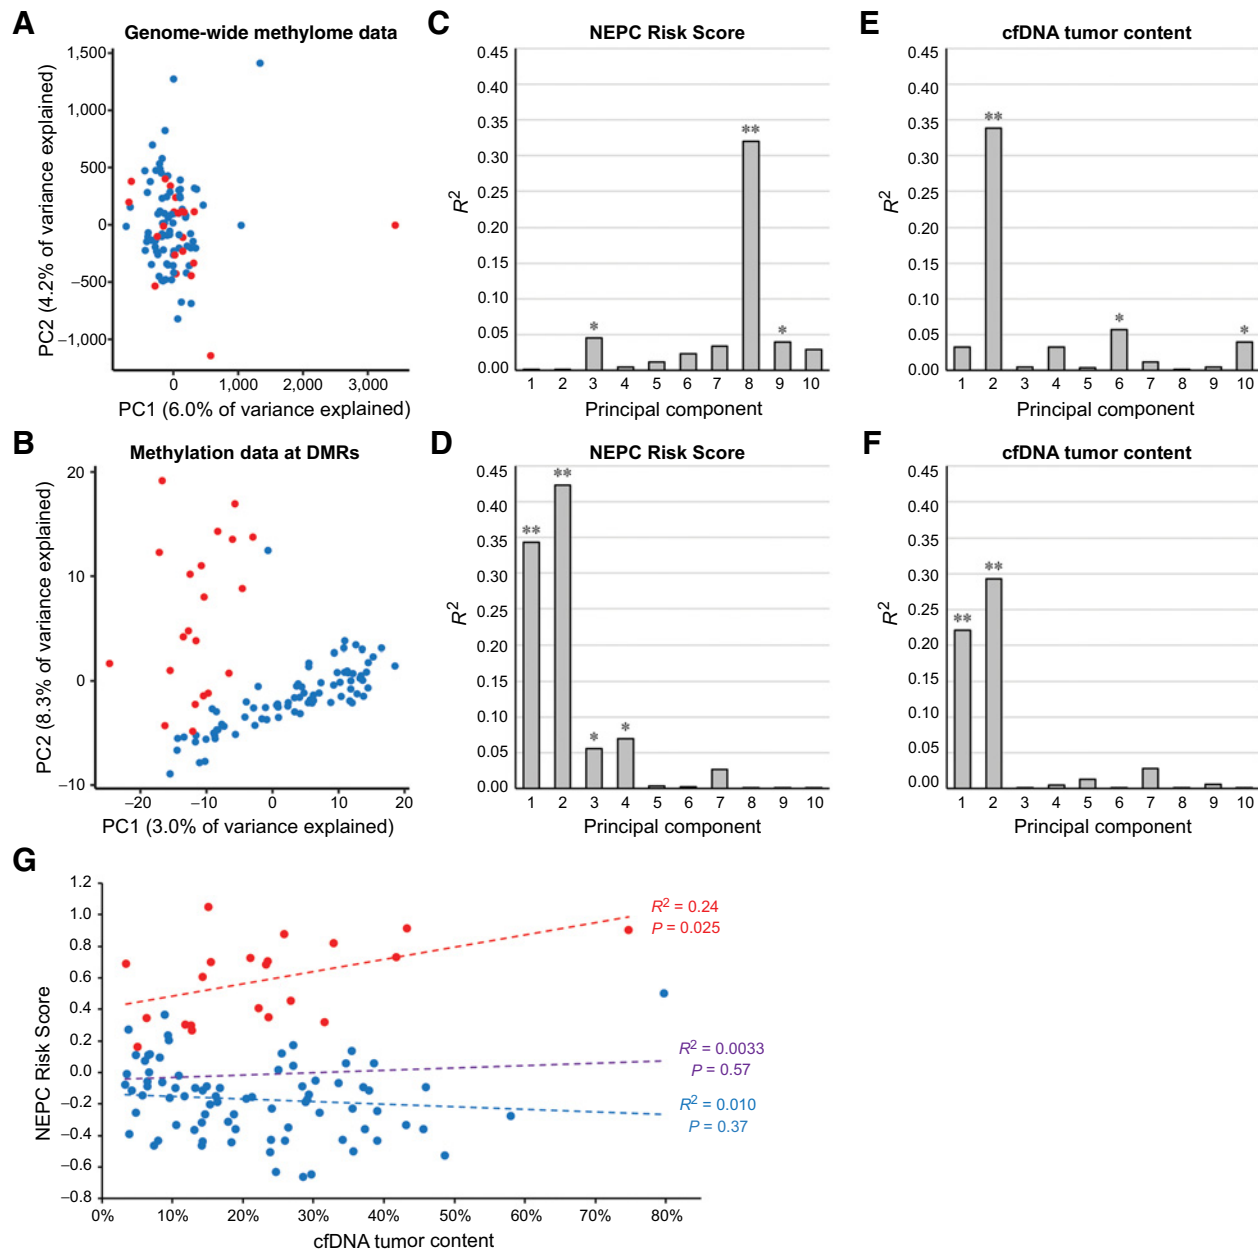 A
Genome-wide methylome data
1,500
1,000
500
0
−500
−1,000
PC2 (4.2% of variance explained)
0 1,000 2,000 3,000
PC1 (6.0% of variance explained)
C
NEPC Risk Score
0.45
0.40
0.35
0.30
0.25
0.20
0.15
0.10
0.05
0.00
R2
* ** *
1 2 3 4 5 6 7 8 9 10
Principal component
E
cfDNA tumor content
0.45
0.40
0.35
0.30
0.25
0.20
0.15
0.10
0.05
0.00
R2
** * *
1 2 3 4 5 6 7 8 9 10
Principal component
B
Methylation data at DMRs
20
10
0
−10
PC2 (8.3% of variance explained)
−20 −10 0 10 20
PC1 (3.0% of variance explained)
D
NEPC Risk Score
0.45
0.40
0.35
0.30
0.25
0.20
0.15
0.10
0.05
0.00
R2
** ** * *
1 2 3 4 5 6 7 8 9 10
Principal component
F
cfDNA tumor content
0.45
0.40
0.35
0.30
0.25
0.20
0.15
0.10
0.05
0.00
R2
** **
1 2 3 4 5 6 7 8 9 10
Principal component
G
1.2
1.0
0.8
0.6
0.4
0.2
0.0
−0.2
−0.4
−0.6
−0.8
NEPC Risk Score
R2 = 0.24
P = 0.025
R2 = 0.0033
P = 0.57
R2 = 0.010
P = 0.37
0% 10% 20% 30% 40% 50% 60% 70% 80%
cfDNA tumor content